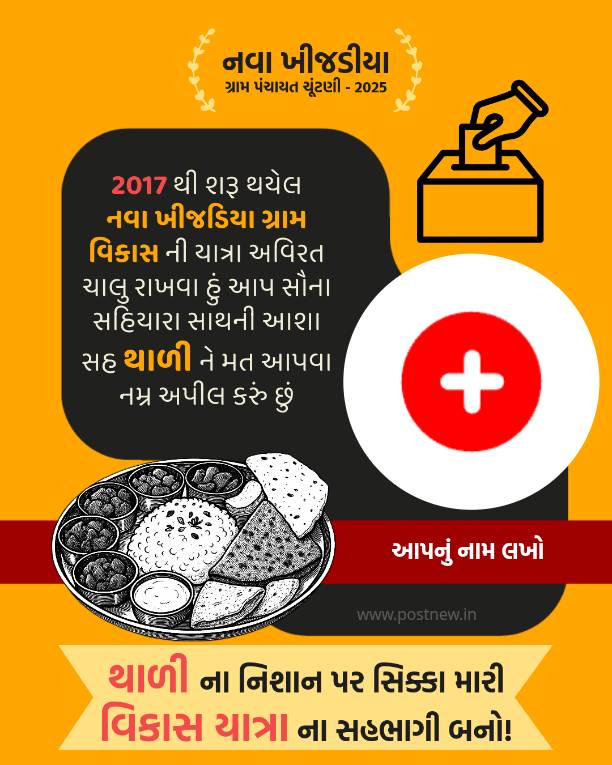 નવા ખીજડીયા
ગ્રામ પંચાયત ચૂંટણી - 2025
2017 થી શરૂ થયેલ
નવા ખીજડિયા ગ્રામ
વિકાસ ની યાત્રા અવિરત
ચાલુ રાખવા હું આપ સૌના
સહિયારા સાથની આશા
સહ થાળી ને મત આપવા
નમ્ર અપીલ કરું છું
આપનું નામ લખો
www.postnew.in
થાળી ના નિશાન પર સિક્કા મારી
વિકાસ યાત્રા ના સહભાગી બનો!